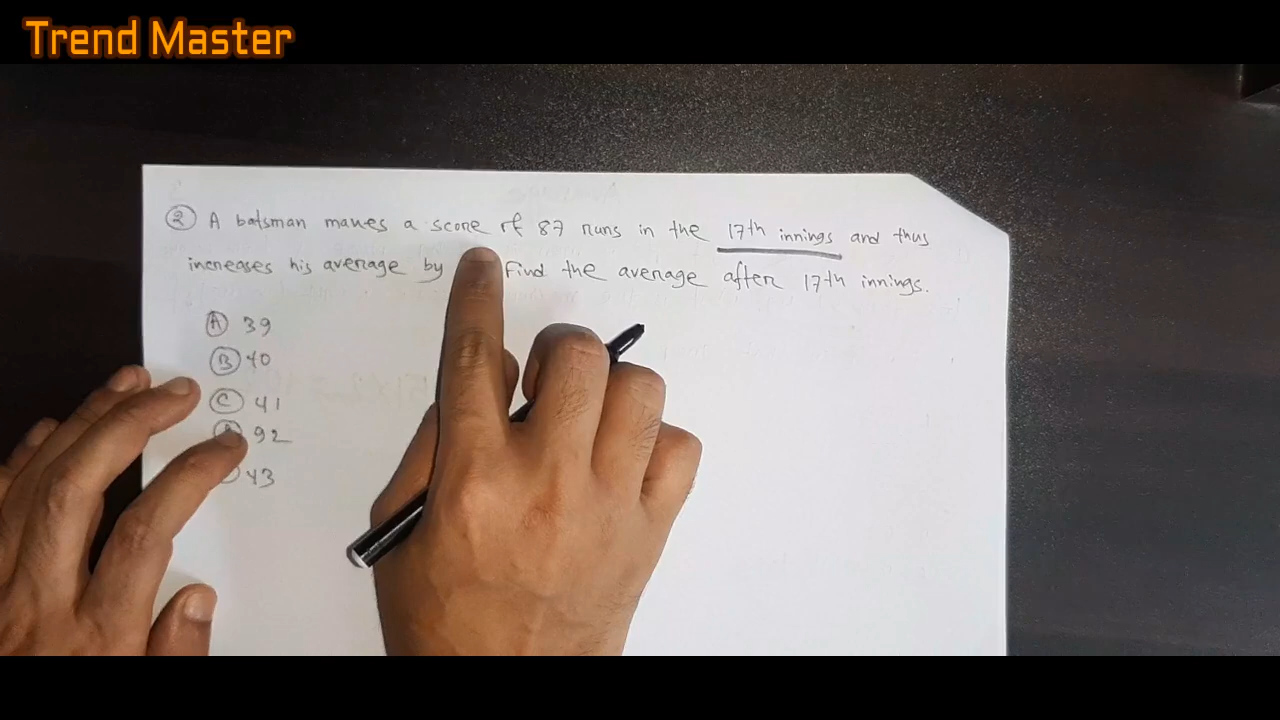 Trend Master
② A batsman makes a score of 87 runs in the 17th innings and thus
increases his average by Find the average after 17th innings.
Ⓐ 39
Ⓑ 40
Ⓒ 41
92
43